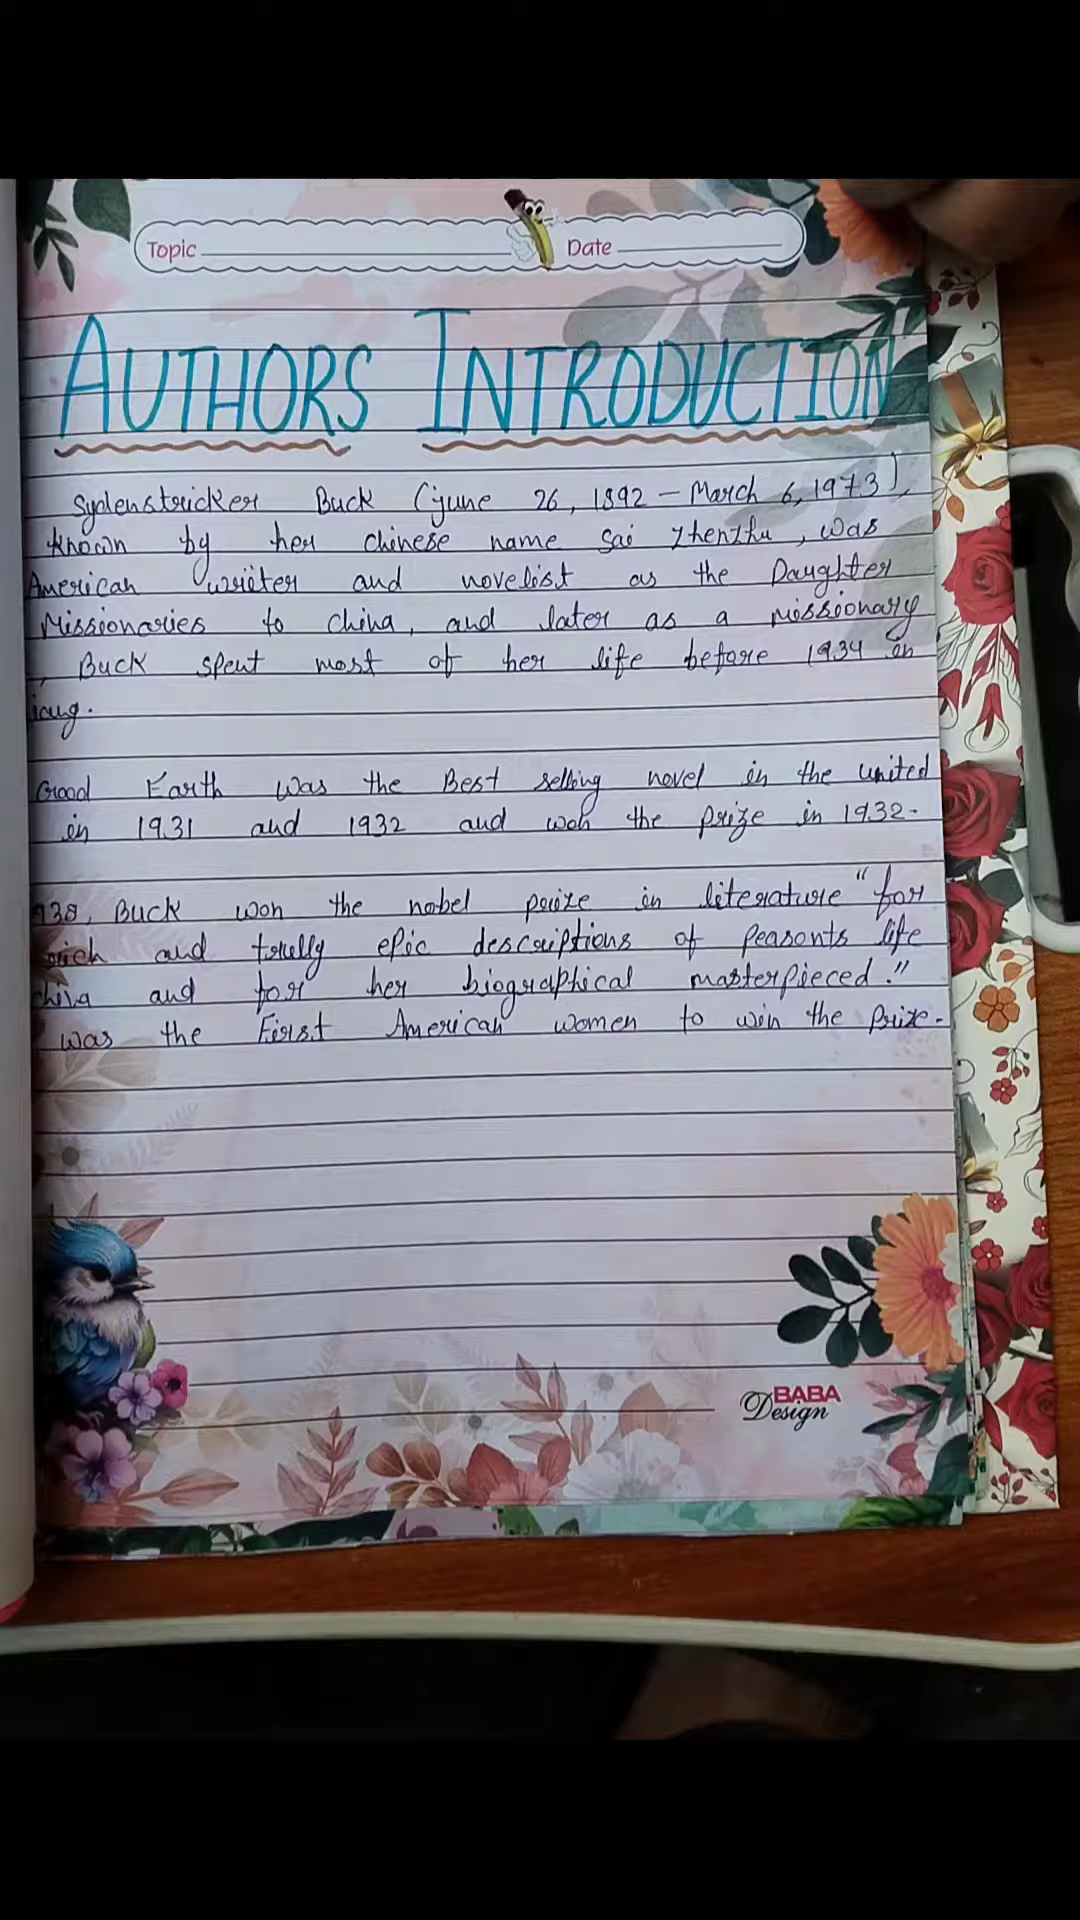 Topic Date
AUTHORS INTRODUCTION
Sydenstricker Buck (june 26, 1892 - March 6, 1973),
known by her chinese name sai zhenzhu, was
American writer and novelist as the Daughter
Missionaries to china, and later as a missionary
, Buck spent most of her life before 1934 in
Good Earth was the Best selling novel in the united
in 1931 and 1932 and won the prize in 1932.
938, Buck won the nobel prize in literature "for
rich and trully epic descriptions of peasonts life
china and for her biographical masterpieced."
was the First American women to win the Prize.
BABA
Design